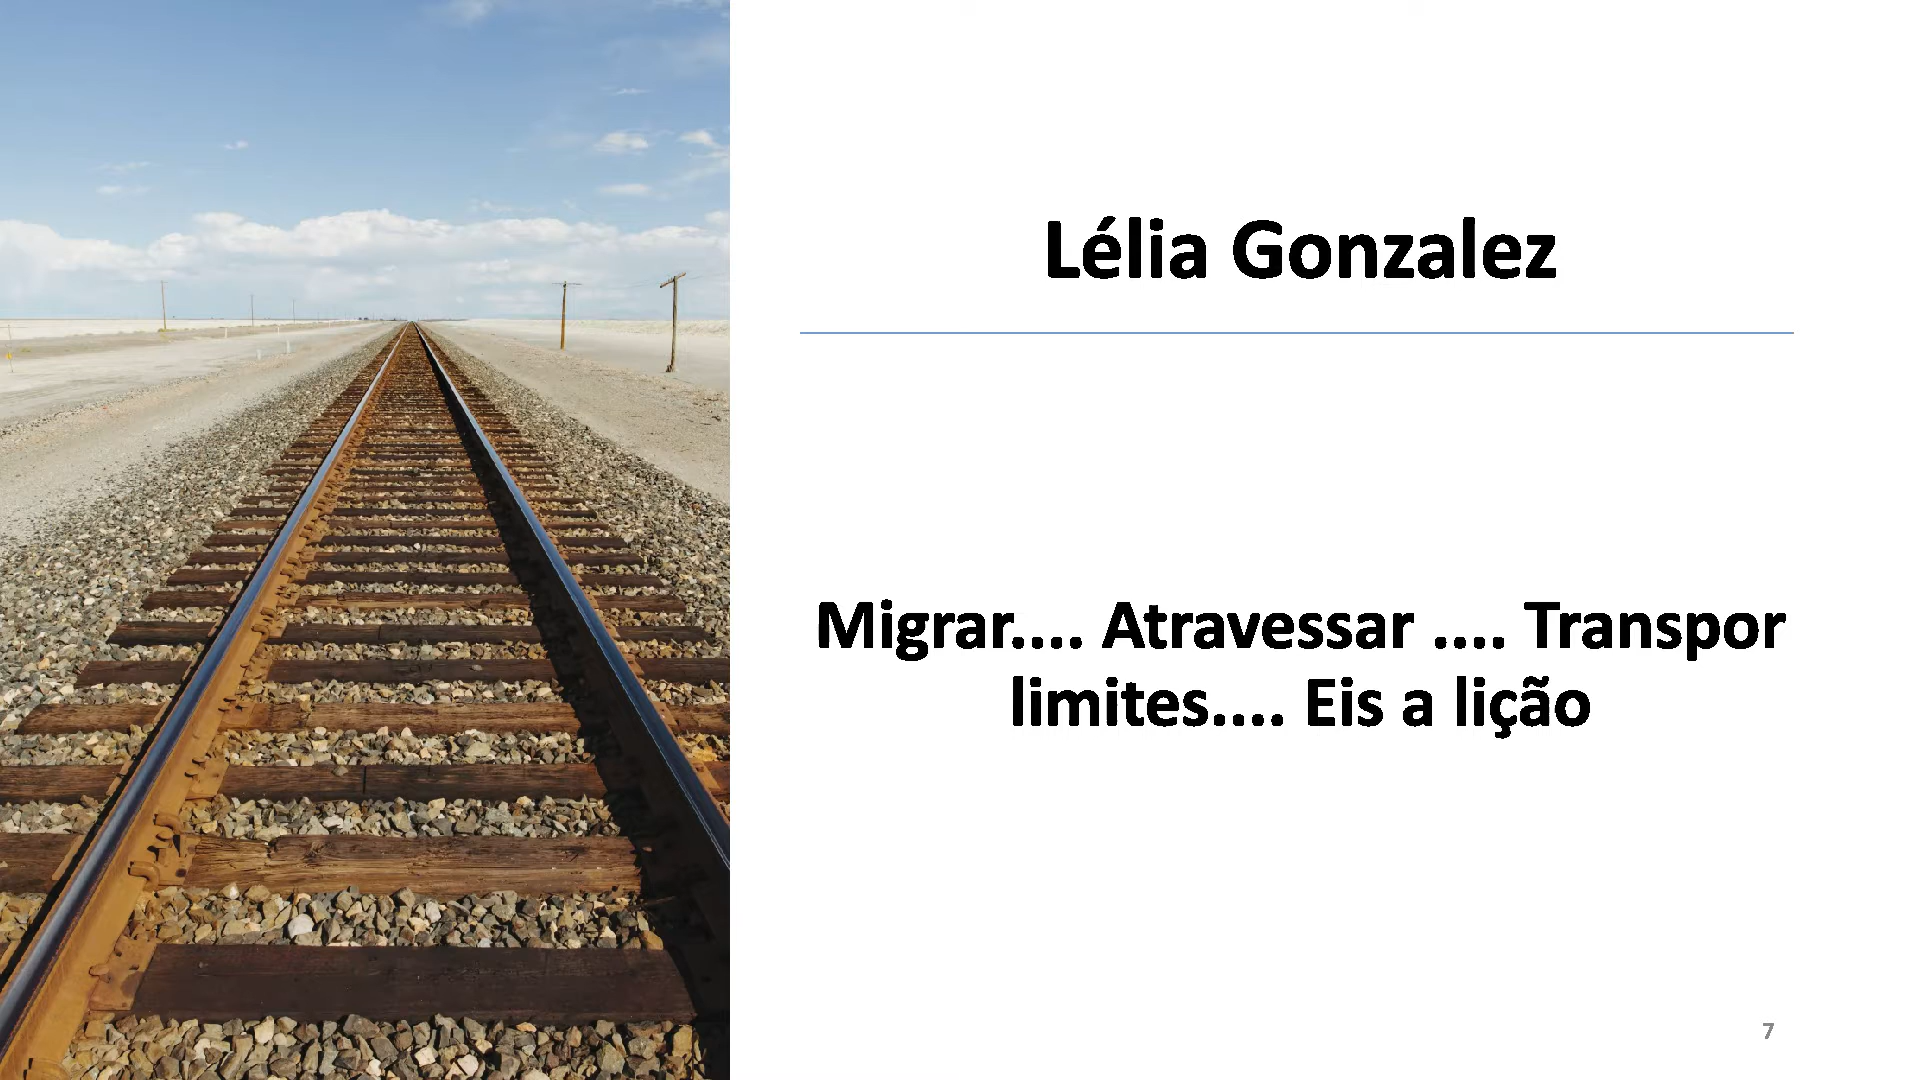 Lélia Gonzalez
Migrar.... Atravessar .... Transpor
limites.... Eis a lição
7